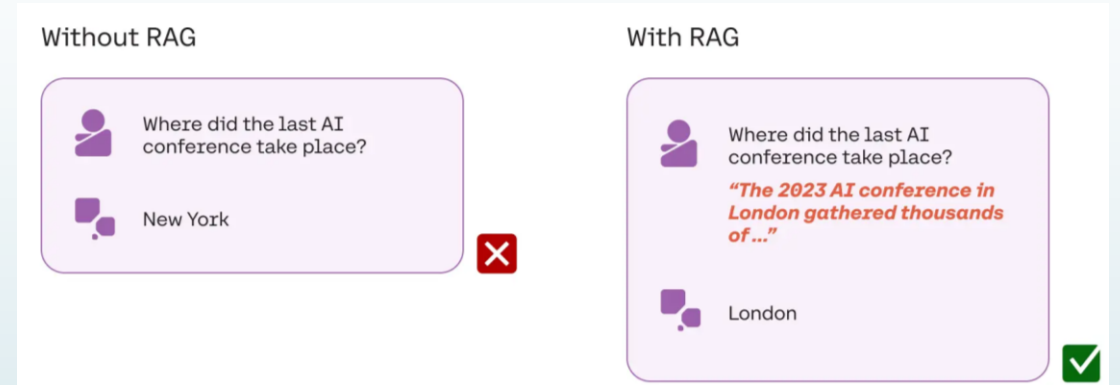 Without RAG
Where did the last AI
conference take place?
New York
With RAG
Where did the last AI
conference take place?
“The 2023 AI conference in
London gathered thousands
of ...”
London